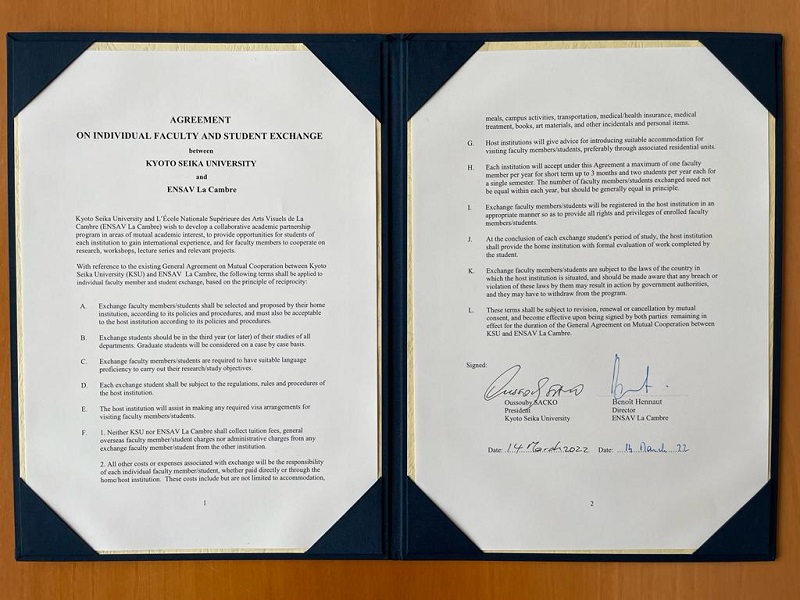 AGREEMENT
ON INDIVIDUAL FACULTY AND STUDENT EXCHANGE
between
KYOTO SEIKA UNIVERSITY
and
ENSAV La Cambre
Kyoto Seika University and L'École Nationale Supérieure des Arts Visuels de La
Cambre (ENSAV La Cambre) wish to develop a collaborative academic partnership
program in areas of mutual academic interest, to provide opportunities for students of
each institution to gain international experience, and for faculty members to cooperate on
research, workshops, lecture series and relevant projects.
With reference to the existing General Agreement on Mutual Cooperation between Kyoto
Seika University (KSU) and ENSAV La Cambre, the following terms shall be applied to
individual faculty member and student exchange, based on the principle of reciprocity:
A. Exchange faculty members/students shall be selected and proposed by their home
institution, according to its policies and procedures, and must also be acceptable
to the host institution according to its policies and procedures.
B. Exchange students should be in the third year (or later) of their studies of all
departments. Graduate students will be considered on a case by case basis.
C. Exchange faculty members/students are required to have suitable language
proficiency to carry out their research/study objectives.
D. Each exchange student shall be subject to the regulations, rules and procedures of
the host institution.
E. The host institution will assist in making any required visa arrangements for
visiting faculty members/students.
F. 1. Neither KSU nor ENSAV La Cambre shall collect tuition fees, general
overseas faculty member/student charges nor administrative charges from any
exchange faculty member/student from the other institution.
2. All other costs or expenses associated with exchange will be the responsibility
of each individual faculty member/student, whether paid directly or through the
home/host institution. These costs include but are not limited to accommodation,
1
meals, campus activities, transportation, medical/health insurance, medical
treatment, books, art materials, and other incidentals and personal items.
G. Host institutions will give advice for introducing suitable accommodation for
visiting faculty members/students, preferably through associated residential units.
H. Each institution will accept under this Agreement a maximum of one faculty
member per year for short term up to 3 months and two students per year each for
a single semester. The number of faculty members/students exchanged need not
be equal within each year, but should be generally equal in principle.
I. Exchange faculty members/students will be registered in the host institution in an
appropriate manner so as to provide all rights and privileges of enrolled faculty
members/students.
J. At the conclusion of each exchange student's period of study, the host institution
shall provide the home institution with formal evaluation of work completed by
the student.
K. Exchange faculty members/students are subject to the laws of the country in
which the host institution is situated, and should be made aware that any breach or
violation of these laws by them may result in action by government authorities,
and they may have to withdraw from the program.
L. These terms shall be subject to revision, renewal or cancellation by mutual
consent, and become effective upon being signed by both parties remaining in
effect for the duration of the General Agreement on Mutual Cooperation between
KSU and ENSAV La Cambre.
Signed:
Oussouby SACKO
Oussouby SACKO Benoît Hennaut
President Director
Kyoto Seika University ENSAV La Cambre
Date: 14 March 2022 Date: 14 March 22
2